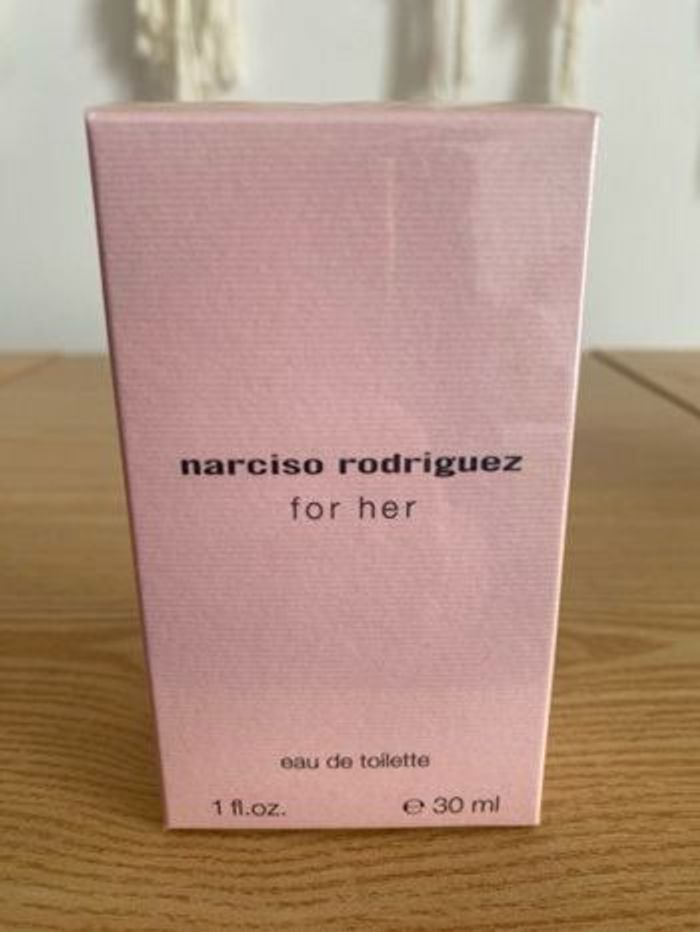 narciso rodriguez
for her
eau de toilette
1 fl.oz. ℮ 30 ml